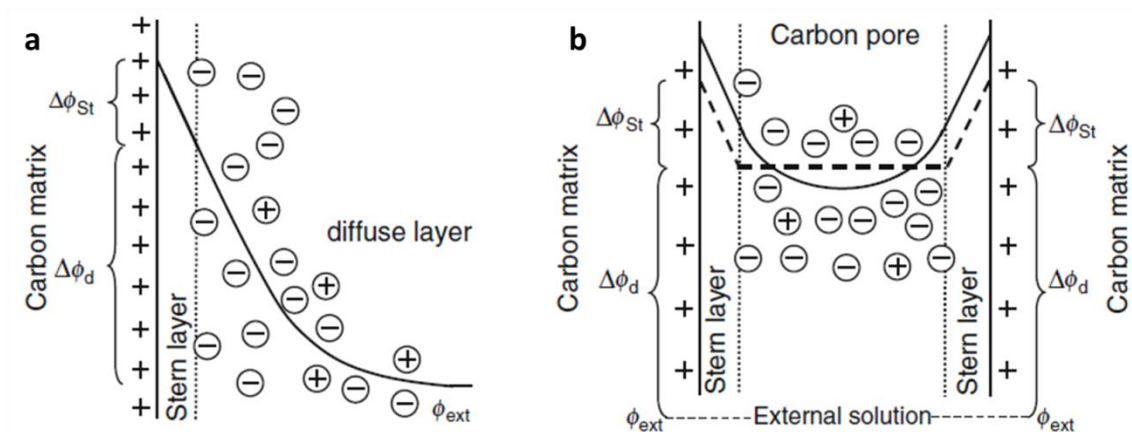 a
Δϕ_St
Δϕ_d
Carbon matrix
Stern layer
diffuse layer
ϕ_ext
b
Carbon pore
Δϕ_St
Δϕ_St
Carbon matrix
Δϕ_d
Stern layer
Stern layer
Δϕ_d
Carbon matrix
ϕ_ext
External solution
ϕ_ext